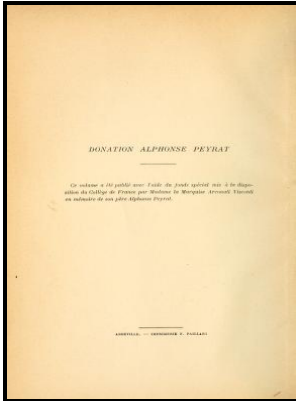 DONATION ALPHONSE PEYRAT
Ce volume a été publié avec l'aide du fonds spécial mis à la dispo-
sition du Collège de France par Madame la Marquise Arconati Visconti
en mémoire de son père Alphonse Peyrat.
ABBEVILLE. — IMPRIMERIE F. PAILLART